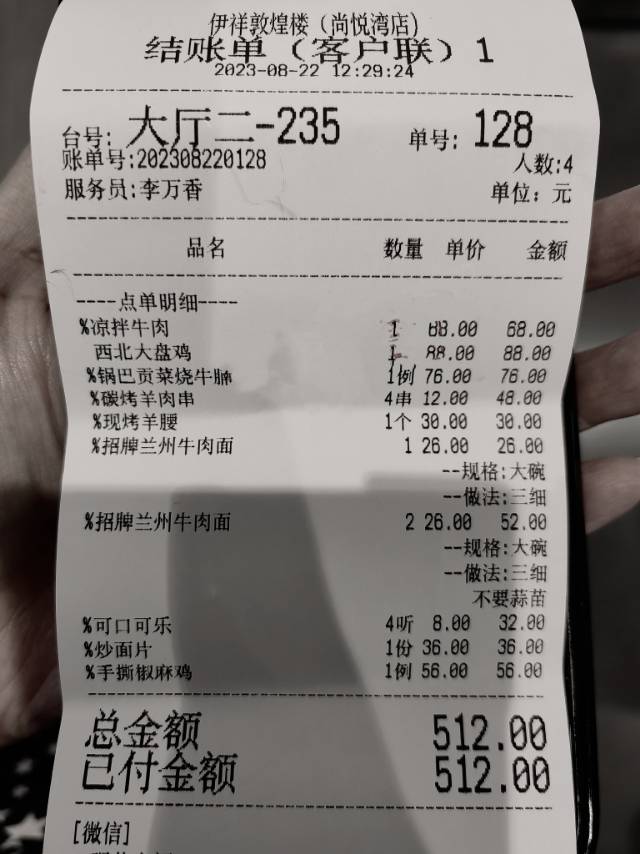 伊祥敦煌楼（尚悦湾店）
结账单（客户联）1
2023-08-22 12:29:24
台号: 大厅二-235 单号: 128
账单号:202308220128 人数:4
服务员:李万香 单位: 元
品名 数量 单价 金额
----点单明细----
%凉拌牛肉 1 68.00 68.00
西北大盘鸡 1 88.00 88.00
%锅巴贡菜烧牛腩 1例 76.00 76.00
%碳烤羊肉串 4串 12.00 48.00
%现烤羊腰 1个 30.00 30.00
%招牌兰州牛肉面 1 26.00 26.00
--规格:大碗
--做法:三细
%招牌兰州牛肉面 2 26.00 52.00
--规格:大碗
--做法:三细
不要蒜苗
%可口可乐 4听 8.00 32.00
%炒面片 1份 36.00 36.00
%手撕椒麻鸡 1例 56.00 56.00
总金额 512.00
已付金额 512.00
[微信]